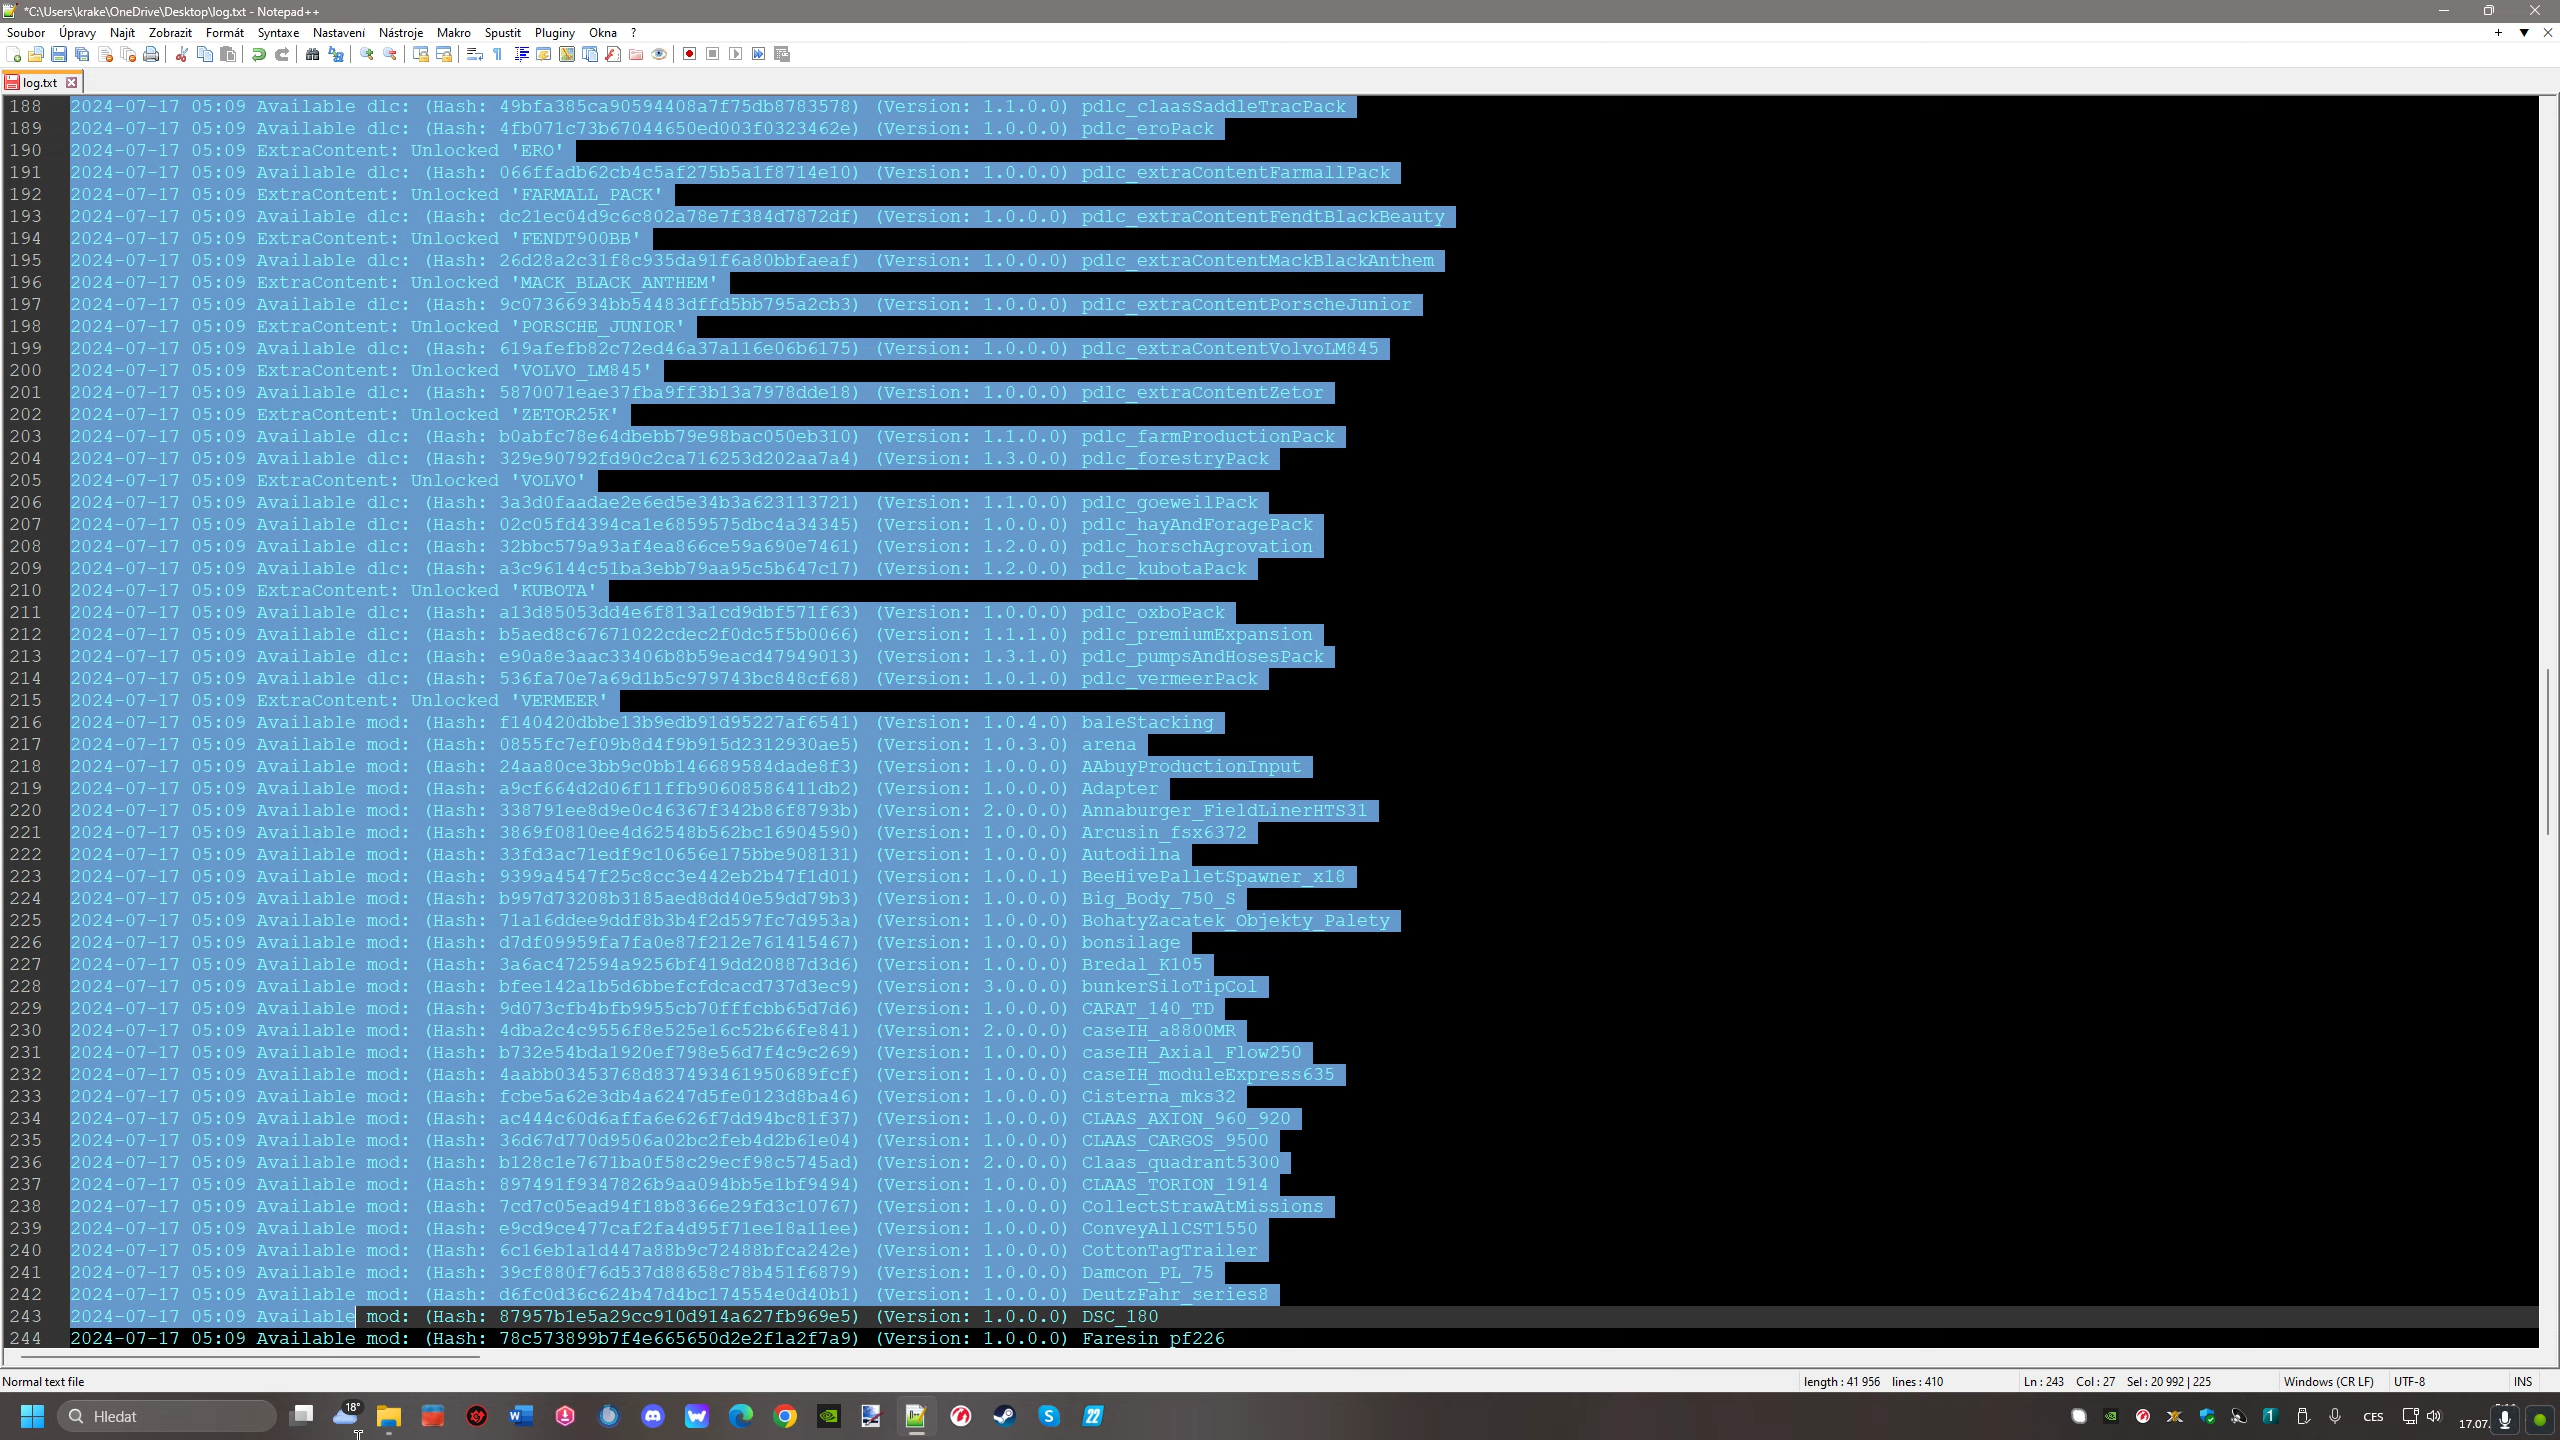 *C:\Users\krake\OneDrive\Desktop\log.txt - Notepad++
Soubor Úpravy Najít Zobrazit Formát Syntaxe Nastavení Nástroje Makro Spustit Pluginy Okna ?
log.txt
188 2024-07-17 05:09 Available dlc: (Hash: 49bfa385ca90594408a7f75db8783578) (Version: 1.1.0.0) pdlc_claasSaddleTracPack
189 2024-07-17 05:09 Available dlc: (Hash: 4fb071c73b67044650ed003f0323462e) (Version: 1.0.0.0) pdlc_eroPack
190 2024-07-17 05:09 ExtraContent: Unlocked 'ERO'
191 2024-07-17 05:09 Available dlc: (Hash: 066ffadb62cb4c5af275b5a1f8714e10) (Version: 1.0.0.0) pdlc_extraContentFarmallPack
192 2024-07-17 05:09 ExtraContent: Unlocked 'FARMALL_PACK'
193 2024-07-17 05:09 Available dlc: (Hash: dc21ec04d9c6c802a78e7f384d7872df) (Version: 1.0.0.0) pdlc_extraContentFendtBlackBeauty
194 2024-07-17 05:09 ExtraContent: Unlocked 'FENDT900BB'
195 2024-07-17 05:09 Available dlc: (Hash: 26d28a2c31f8c935da91f6a80bbfaeaf) (Version: 1.0.0.0) pdlc_extraContentMackBlackAnthem
196 2024-07-17 05:09 ExtraContent: Unlocked 'MACK_BLACK_ANTHEM'
197 2024-07-17 05:09 Available dlc: (Hash: 9c07366934bb54483dffd5bb795a2cb3) (Version: 1.0.0.0) pdlc_extraContentPorscheJunior
198 2024-07-17 05:09 ExtraContent: Unlocked 'PORSCHE_JUNIOR'
199 2024-07-17 05:09 Available dlc: (Hash: 619afefb82c72ed46a37a116e06b6175) (Version: 1.0.0.0) pdlc_extraContentVolvoLM845
200 2024-07-17 05:09 ExtraContent: Unlocked 'VOLVO_LM845'
201 2024-07-17 05:09 Available dlc: (Hash: 5870071eae37fba9ff3b13a7978dde18) (Version: 1.0.0.0) pdlc_extraContentZetor
202 2024-07-17 05:09 ExtraContent: Unlocked 'ZETOR25K'
203 2024-07-17 05:09 Available dlc: (Hash: b0abfc78e64dbebb79e98bac050eb310) (Version: 1.1.0.0) pdlc_farmProductionPack
204 2024-07-17 05:09 Available dlc: (Hash: 329e90792fd90c2ca716253d202aa7a4) (Version: 1.3.0.0) pdlc_forestryPack
205 2024-07-17 05:09 ExtraContent: Unlocked 'VOLVO'
206 2024-07-17 05:09 Available dlc: (Hash: 3a3d0faadae2e6ed5e34b3a623113721) (Version: 1.1.0.0) pdlc_goeweilPack
207 2024-07-17 05:09 Available dlc: (Hash: 02c05fd4394ca1e6859575dbc4a34345) (Version: 1.0.0.0) pdlc_hayAndForagePack
208 2024-07-17 05:09 Available dlc: (Hash: 32bbc579a93af4ea866ce59a690e7461) (Version: 1.2.0.0) pdlc_horschAgrovation
209 2024-07-17 05:09 Available dlc: (Hash: a3c96144c51ba3ebb79aa95c5b647c17) (Version: 1.2.0.0) pdlc_kubotaPack
210 2024-07-17 05:09 ExtraContent: Unlocked 'KUBOTA'
211 2024-07-17 05:09 Available dlc: (Hash: a13d85053dd4e6f813a1cd9dbf571f63) (Version: 1.0.0.0) pdlc_oxboPack
212 2024-07-17 05:09 Available dlc: (Hash: b5aed8c67671022cdec2f0dc5f5b0066) (Version: 1.1.1.0) pdlc_premiumExpansion
213 2024-07-17 05:09 Available dlc: (Hash: e90a8e3aac33406b8b59eacd47949013) (Version: 1.3.1.0) pdlc_pumpsAndHosesPack
214 2024-07-17 05:09 Available dlc: (Hash: 536fa70e7a69d1b5c979743bc848cf68) (Version: 1.0.1.0) pdlc_vermeerPack
215 2024-07-17 05:09 ExtraContent: Unlocked 'VERMEER'
216 2024-07-17 05:09 Available mod: (Hash: f140420dbbe13b9edb91d95227af6541) (Version: 1.0.4.0) baleStacking
217 2024-07-17 05:09 Available mod: (Hash: 0855fc7ef09b8d4f9b915d2312930ae5) (Version: 1.0.3.0) arena
218 2024-07-17 05:09 Available mod: (Hash: 24aa80ce3bb9c0bb146689584dade8f3) (Version: 1.0.0.0) AAbuyProductionInput
219 2024-07-17 05:09 Available mod: (Hash: a9cf664d2d06f11ffb90608586411db2) (Version: 1.0.0.0) Adapter
220 2024-07-17 05:09 Available mod: (Hash: 338791ee8d9e0c46367f342b86f8793b) (Version: 2.0.0.0) Annaburger_FieldLinerHTS31
221 2024-07-17 05:09 Available mod: (Hash: 3869f0810ee4d62548b562bc16904590) (Version: 1.0.0.0) Arcusin_fsx6372
222 2024-07-17 05:09 Available mod: (Hash: 33fd3ac71edf9c10656e175bbe908131) (Version: 1.0.0.0) Autodilna
223 2024-07-17 05:09 Available mod: (Hash: 9399a4547f25c8cc3e442eb2b47f1d01) (Version: 1.0.0.1) BeeHivePalletSpawner_x18
224 2024-07-17 05:09 Available mod: (Hash: b997d73208b3185aed8dd40e59dd79b3) (Version: 1.0.0.0) Big_Body_750_S
225 2024-07-17 05:09 Available mod: (Hash: 71a16ddee9ddf8b3b4f2d597fc7d953a) (Version: 1.0.0.0) BohatyZacatek_Objekty_Palety
226 2024-07-17 05:09 Available mod: (Hash: d7df09959fa7fa0e87f212e761415467) (Version: 1.0.0.0) bonsilage
227 2024-07-17 05:09 Available mod: (Hash: 3a6ac472594a9256bf419dd20887d3d6) (Version: 1.0.0.0) Bredal_K105
228 2024-07-17 05:09 Available mod: (Hash: bfee142a1b5d6bbefcfdcacd737d3ec9) (Version: 3.0.0.0) bunkerSiloTipCol
229 2024-07-17 05:09 Available mod: (Hash: 9d073cfb4bfb9955cb70fffcbb65d7d6) (Version: 1.0.0.0) CARAT_140_TD
230 2024-07-17 05:09 Available mod: (Hash: 4dba2c4c9556f8e525e16c52b66fe841) (Version: 2.0.0.0) caseIH_a8800MR
231 2024-07-17 05:09 Available mod: (Hash: b732e54bda1920ef798e56d7f4c9c269) (Version: 1.0.0.0) caseIH_Axial_Flow250
232 2024-07-17 05:09 Available mod: (Hash: 4aabb03453768d837493461950689fcf) (Version: 1.0.0.0) caseIH_moduleExpress635
233 2024-07-17 05:09 Available mod: (Hash: fcbe5a62e3db4a6247d5fe0123d8ba46) (Version: 1.0.0.0) Cisterna_mks32
234 2024-07-17 05:09 Available mod: (Hash: ac444c60d6affa6e626f7dd94bc81f37) (Version: 1.0.0.0) CLAAS_AXION_960_920
235 2024-07-17 05:09 Available mod: (Hash: 36d67d770d9506a02bc2feb4d2b61e04) (Version: 1.0.0.0) CLAAS_CARGOS_9500
236 2024-07-17 05:09 Available mod: (Hash: b128c1e7671ba0f58c29ecf98c5745ad) (Version: 2.0.0.0) Claas_quadrant5300
237 2024-07-17 05:09 Available mod: (Hash: 897491f9347826b9aa094bb5e1bf9494) (Version: 1.0.0.0) CLAAS_TORION_1914
238 2024-07-17 05:09 Available mod: (Hash: 7cd7c05ead94f18b8366e29fd3c10767) (Version: 1.0.0.0) CollectStrawAtMissions
239 2024-07-17 05:09 Available mod: (Hash: e9cd9ce477caf2fa4d95f71ee18a11ee) (Version: 1.0.0.0) ConveyAllCST1550
240 2024-07-17 05:09 Available mod: (Hash: 6c16eb1a1d447a88b9c72488bfca242e) (Version: 1.0.0.0) CottonTagTrailer
241 2024-07-17 05:09 Available mod: (Hash: 39cf880f76d537d88658c78b451f6879) (Version: 1.0.0.0) Damcon_PL_75
242 2024-07-17 05:09 Available mod: (Hash: d6fc0d36c624b47d4bc174554e0d40b1) (Version: 1.0.0.0) DeutzFahr_series8
243 2024-07-17 05:09 Available mod: (Hash: 87957b1e5a29cc910d914a627fb969e5) (Version: 1.0.0.0) DSC_180
244 2024-07-17 05:09 Available mod: (Hash: 78c573899b7f4e665650d2e2f1a2f7a9) (Version: 1.0.0.0) Faresin_pf226
Normal text file length : 41 956 lines : 410 Ln : 243 Col : 27 Sel : 20 992 | 225 Windows (CR LF) UTF-8 INS
Hledat 18° CES 17.07.